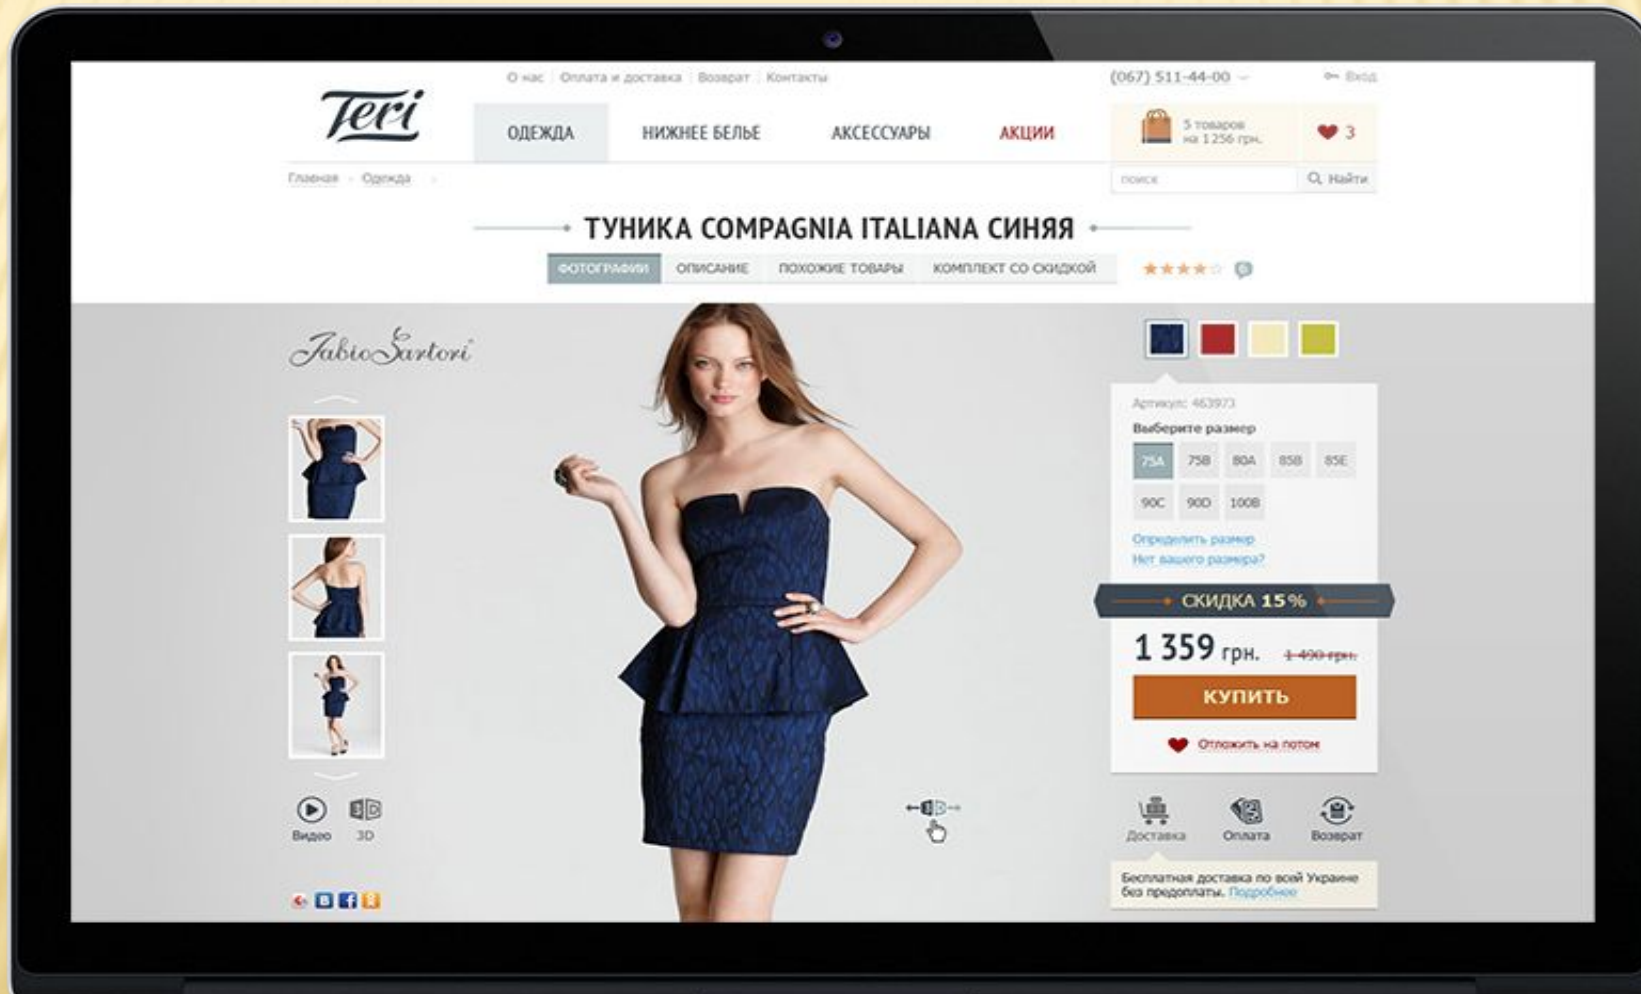 О нас Оплата и доставка Возврат Контакты
(067) 511-44-00
Вход
Teri
ОДЕЖДА
НИЖНЕЕ БЕЛЬЕ
АКСЕССУАРЫ
АКЦИИ
5 товаров
на 1256 грн.
3
Главная Одежда
поиск
Найти
ТУНИКА COMPAGNIA ITALIANA СИНЯЯ
ФОТОГРАФИИ
ОПИСАНИЕ
ПОХОЖИЕ ТОВАРЫ
КОМПЛЕКТ СО СКИДКОЙ
Fabio Sartori
Артикул: 463973
Выберите размер
75A 75B 80A 85B 85E
90C 90D 100B
Определить размер
Нет вашего размера?
СКИДКА 15%
1 359 грн. 1 490 грн.
КУПИТЬ
Отложить на потом
Видео
3D
Доставка
Оплата
Возврат
Бесплатная доставка по всей Украине
без предоплаты. Подробнее